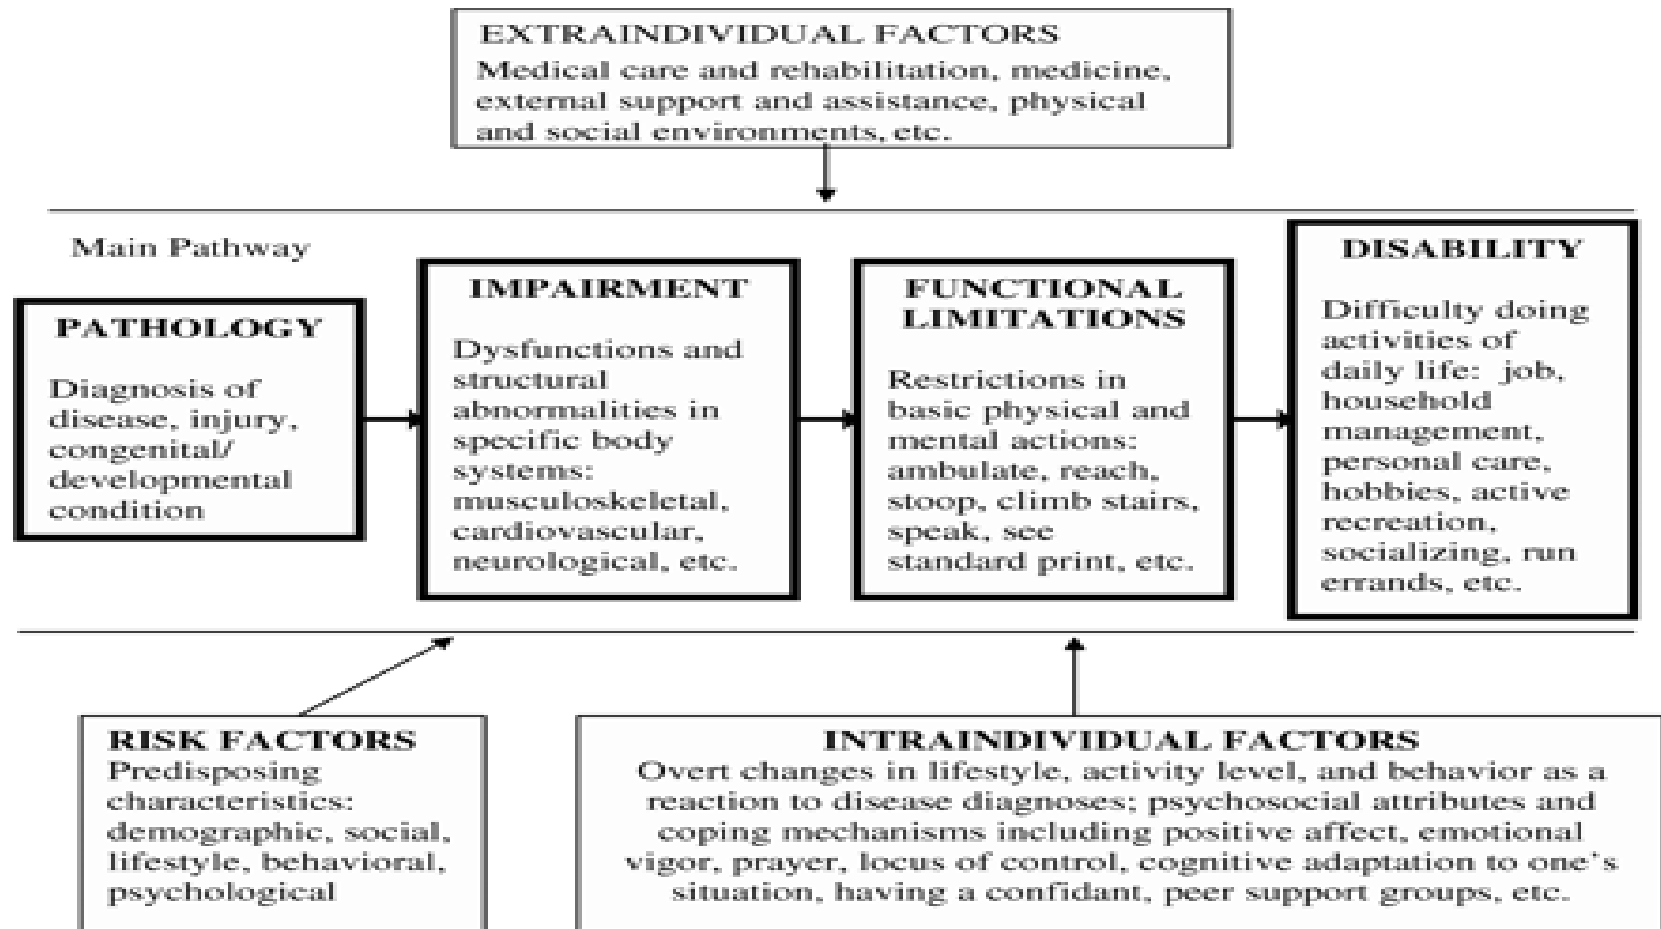 EXTRAINDIVIDUAL FACTORS
Medical care and rehabilitation, medicine,
external support and assistance, physical
and social environments, etc.
Main Pathway
PATHOLOGY
Diagnosis of
disease, injury,
congenital/
developmental
condition
IMPAIRMENT
Dysfunctions and
structural
abnormalities in
specific body
systems:
musculoskeletal,
cardiovascular,
neurological, etc.
FUNCTIONAL
LIMITATIONS
Restrictions in
basic physical and
mental actions:
ambulate, reach,
stoop, climb stairs,
speak, see
standard print, etc.
DISABILITY
Difficulty doing
activities of
daily life: job,
household
management,
personal care,
hobbies, active
recreation,
socializing, run
errands, etc.
RISK FACTORS
Predisposing
characteristics:
demographic, social,
lifestyle, behavioral,
psychological
INTRAINDIVIDUAL FACTORS
Overt changes in lifestyle, activity level, and behavior as a
reaction to disease diagnoses; psychosocial attributes and
coping mechanisms including positive affect, emotional
vigor, prayer, locus of control, cognitive adaptation to one's
situation, having a confidant, peer support groups, etc.